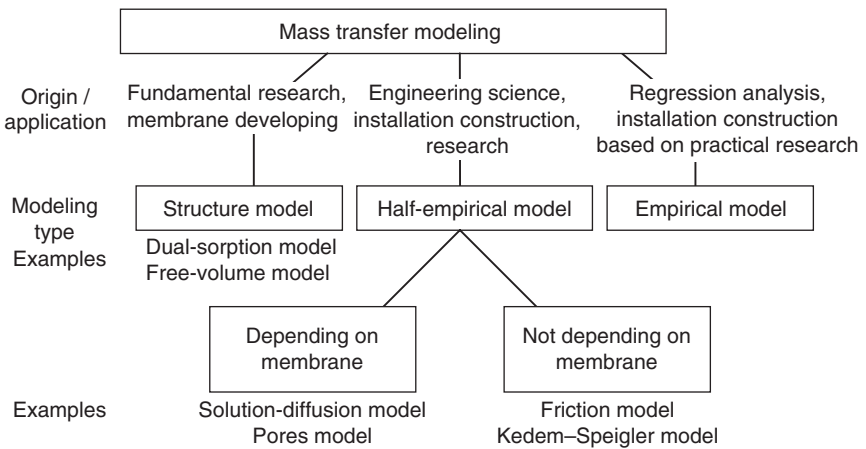 Mass transfer modeling
Origin /
application
Fundamental research,
membrane developing
Engineering science,
installation construction,
research
Regression analysis,
installation construction
based on practical research
Modeling
type
Structure model
Half-empirical model
Empirical model
Examples
Dual-sorption model
Free-volume model
Depending on
membrane
Not depending on
membrane
Examples
Solution-diffusion model
Pores model
Friction model
Kedem–Speigler model